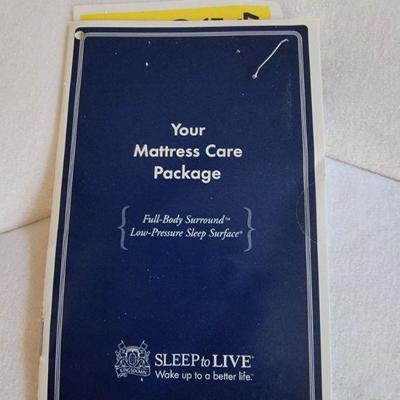 Your
Mattress Care
Package
Full-Body Surround™
Low-Pressure Sleep Surface®
KINGSDOWN
SLEEP to LIVE®
Wake up to a better life.™